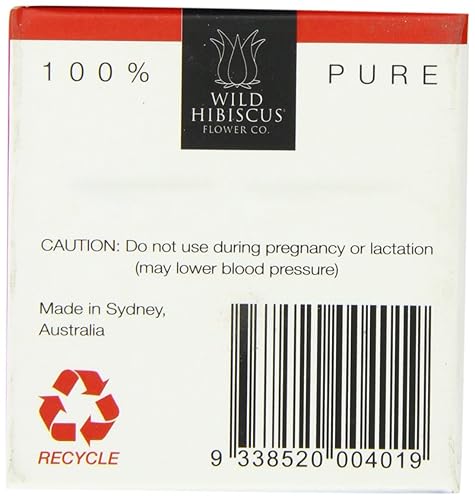 100% PURE
WILD
HIBISCUS®
FLOWER CO.
CAUTION: Do not use during pregnancy or lactation
(may lower blood pressure)
Made in Sydney,
Australia
RECYCLE
9 338520 004019